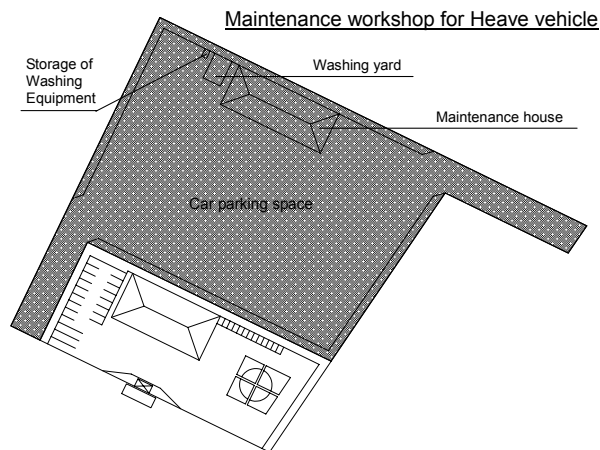 Maintenance workshop for Heave vehicle
Storage of
Washing
Equipment
Washing yard
Maintenance house
Car parking space